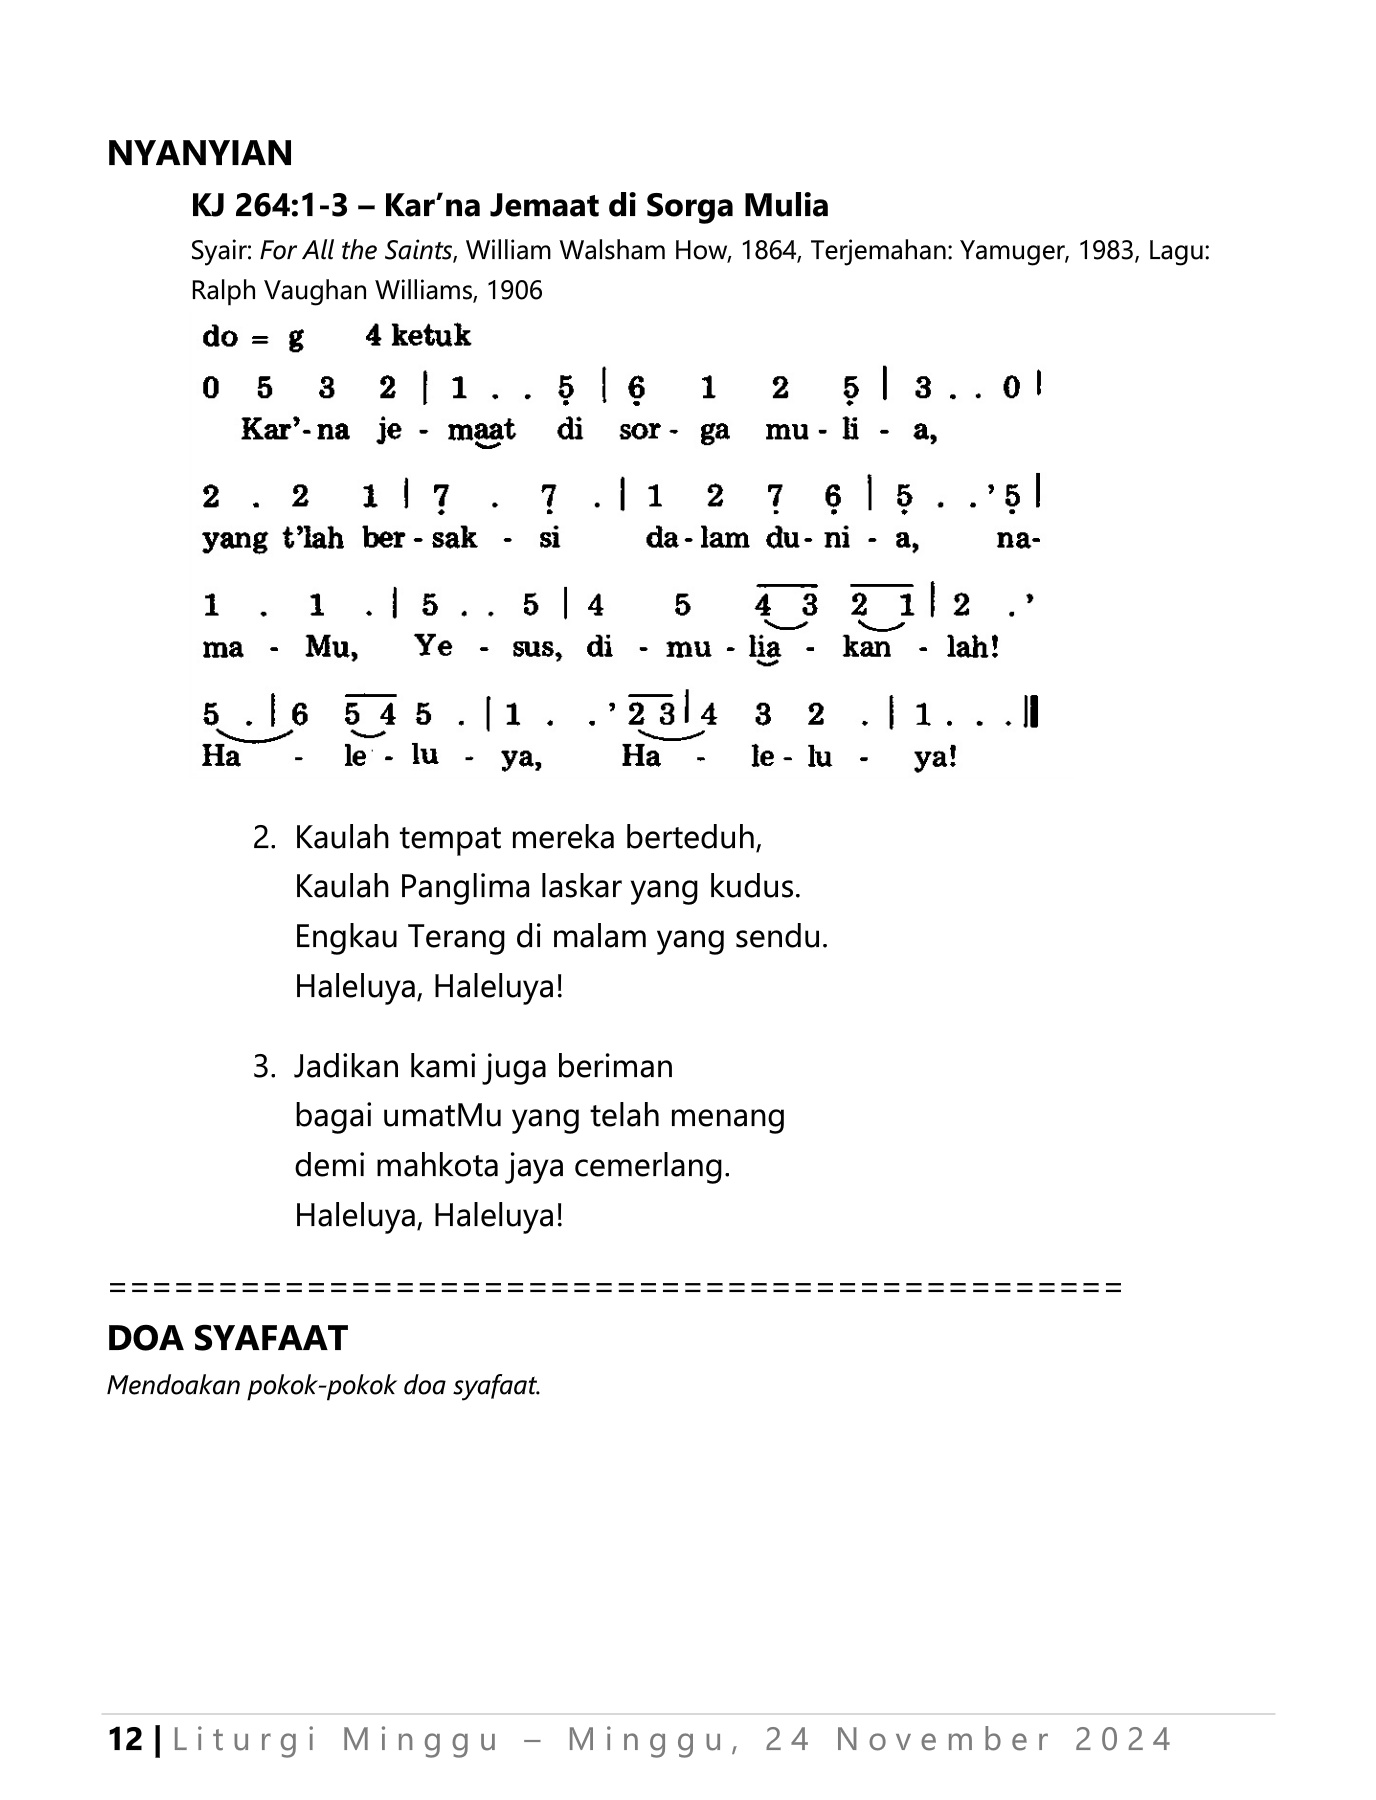 NYANYIAN
KJ 264:1-3 – Kar’na Jemaat di Sorga Mulia
Syair: For All the Saints, William Walsham How, 1864, Terjemahan: Yamuger, 1983, Lagu:
Ralph Vaughan Williams, 1906
do = g 4 ketuk
0 5 3 2 | 1 . . 5̣ | 6̣ 1 2 5̣ | 3 . . 0 |
Kar’-na je - maat di sor - ga mu - li - a,
2 . 2 1 | 7̣ . 7̣ . | 1 2 7̣ 6̣ | 5̣ . . ’ 5̣ |
yang t’lah ber - sak - si da - lam du - ni - a, na-
1 . 1 . | 5 . . 5 | 4 5 4 3 2 1 | 2 . ’
ma - Mu, Ye - sus, di - mu - lia - kan - lah!
5 . | 6 5 4 5 . | 1 . . ’ 2 3 | 4 3 2 . | 1 . . . ||
Ha - le - lu - ya, Ha - le - lu - ya!
2. Kaulah tempat mereka berteduh,
Kaulah Panglima laskar yang kudus.
Engkau Terang di malam yang sendu.
Haleluya, Haleluya!
3. Jadikan kami juga beriman
bagai umatMu yang telah menang
demi mahkota jaya cemerlang.
Haleluya, Haleluya!
==============================================
DOA SYAFAAT
Mendoakan pokok-pokok doa syafaat.
12 | Liturgi Minggu – Minggu, 24 November 2024